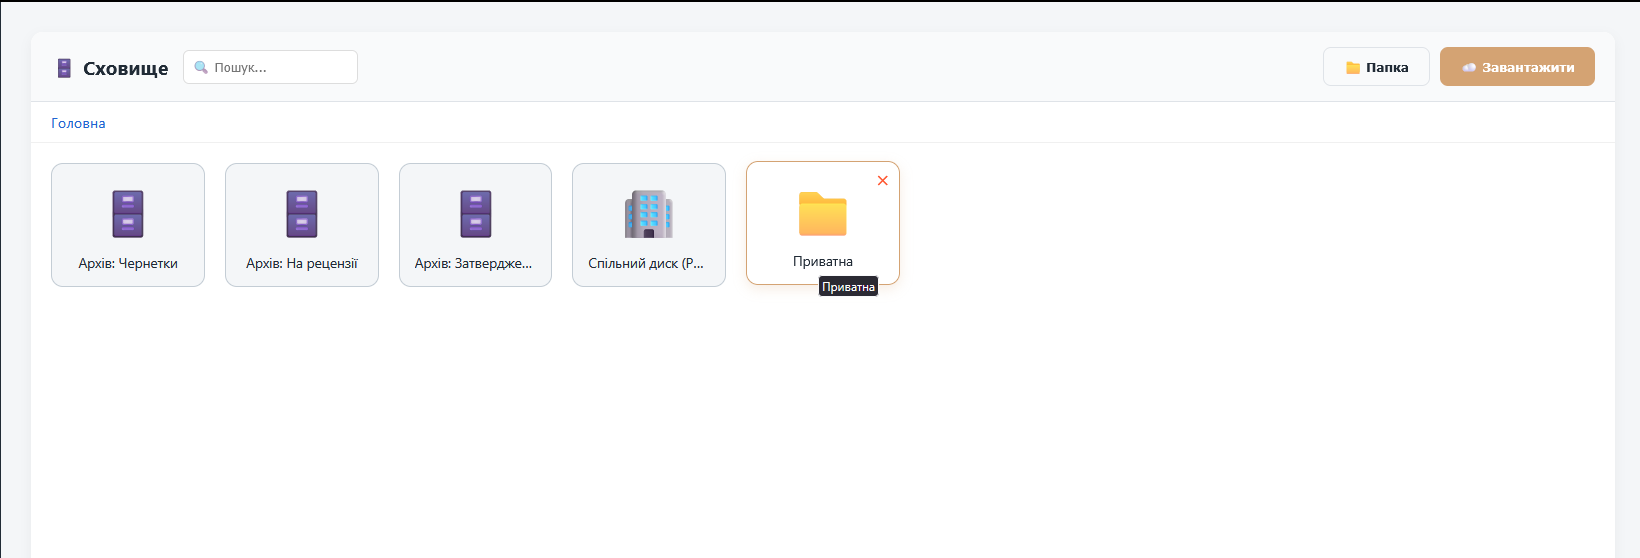 Сховище
Пошук...
Папка
Завантажити
Головна
Архів: Чернетки
Архів: На рецензії
Архів: Затвердже...
Спільний диск (Р...
Приватна
Приватна